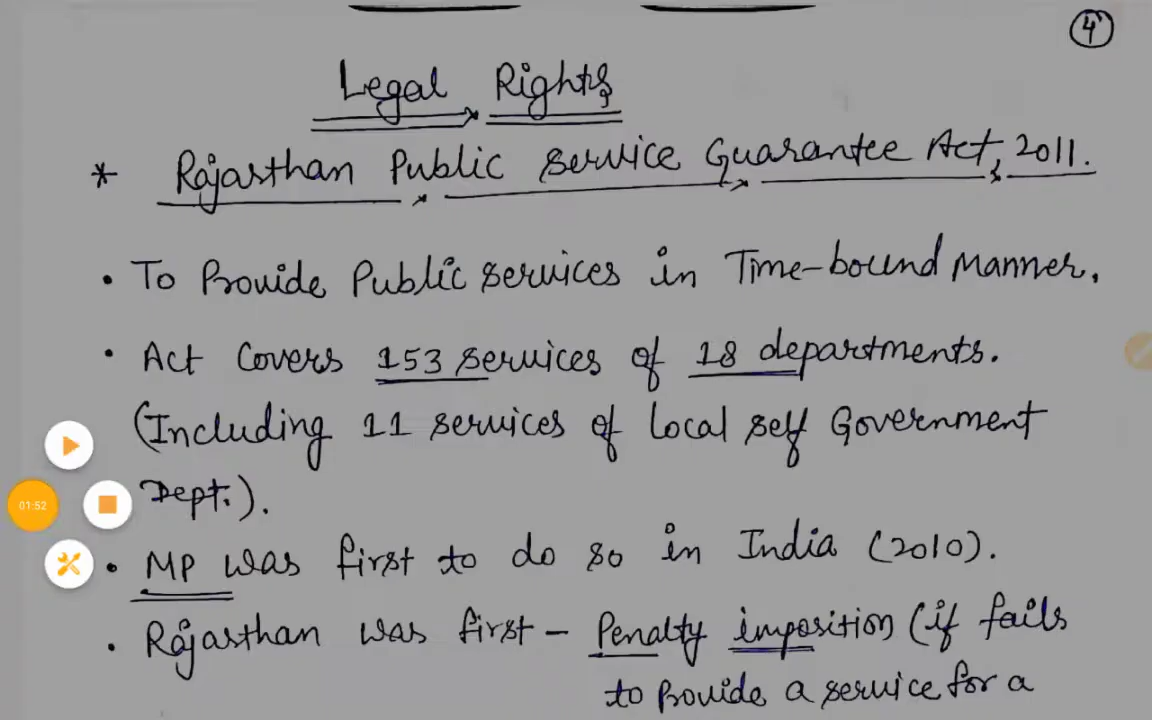 4
Legal Rights
* Rajasthan Public Service Guarantee Act, 2011.
• To Provide Public services in Time-bound Manner.
• Act Covers 153 services of 18 departments.
(Including 11 services of local self Government
Dept.).
01:52
• MP was first to do so in India (2010).
• Rajasthan was first – Penalty imposition (if fails
to Provide a service for a